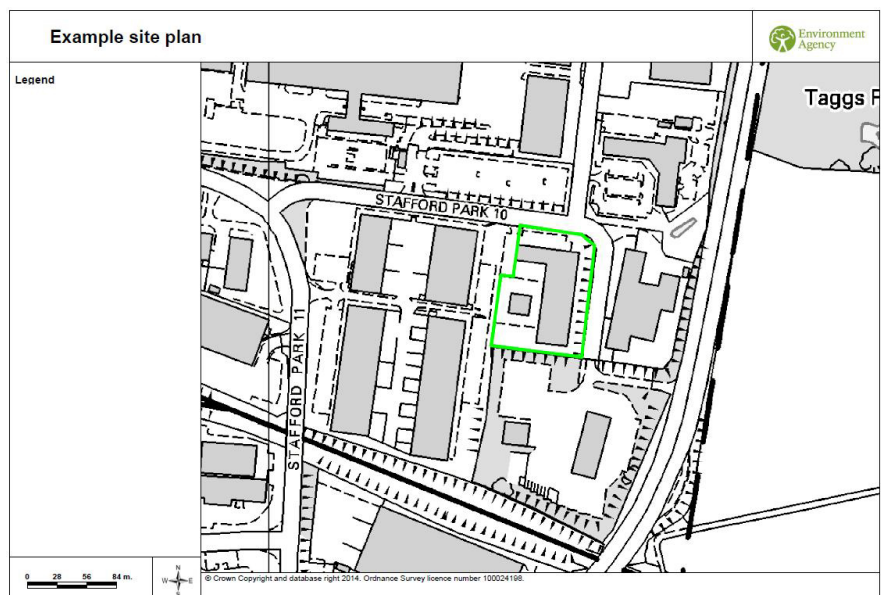 Example site plan
Environment
Agency
Legend
Taggs F
STAFFORD PARK 10
STAFFORD PARK 11
0 28 56 84 m.
N
W E
S
© Crown Copyright and database right 2014. Ordnance Survey licence number 100024198.